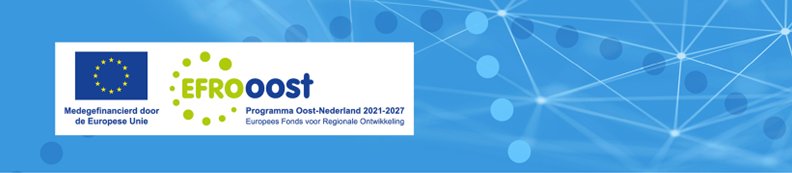 EFROoost
Medegefinancierd door
de Europese Unie
Programma Oost-Nederland 2021-2027
Europees Fonds voor Regionale Ontwikkeling